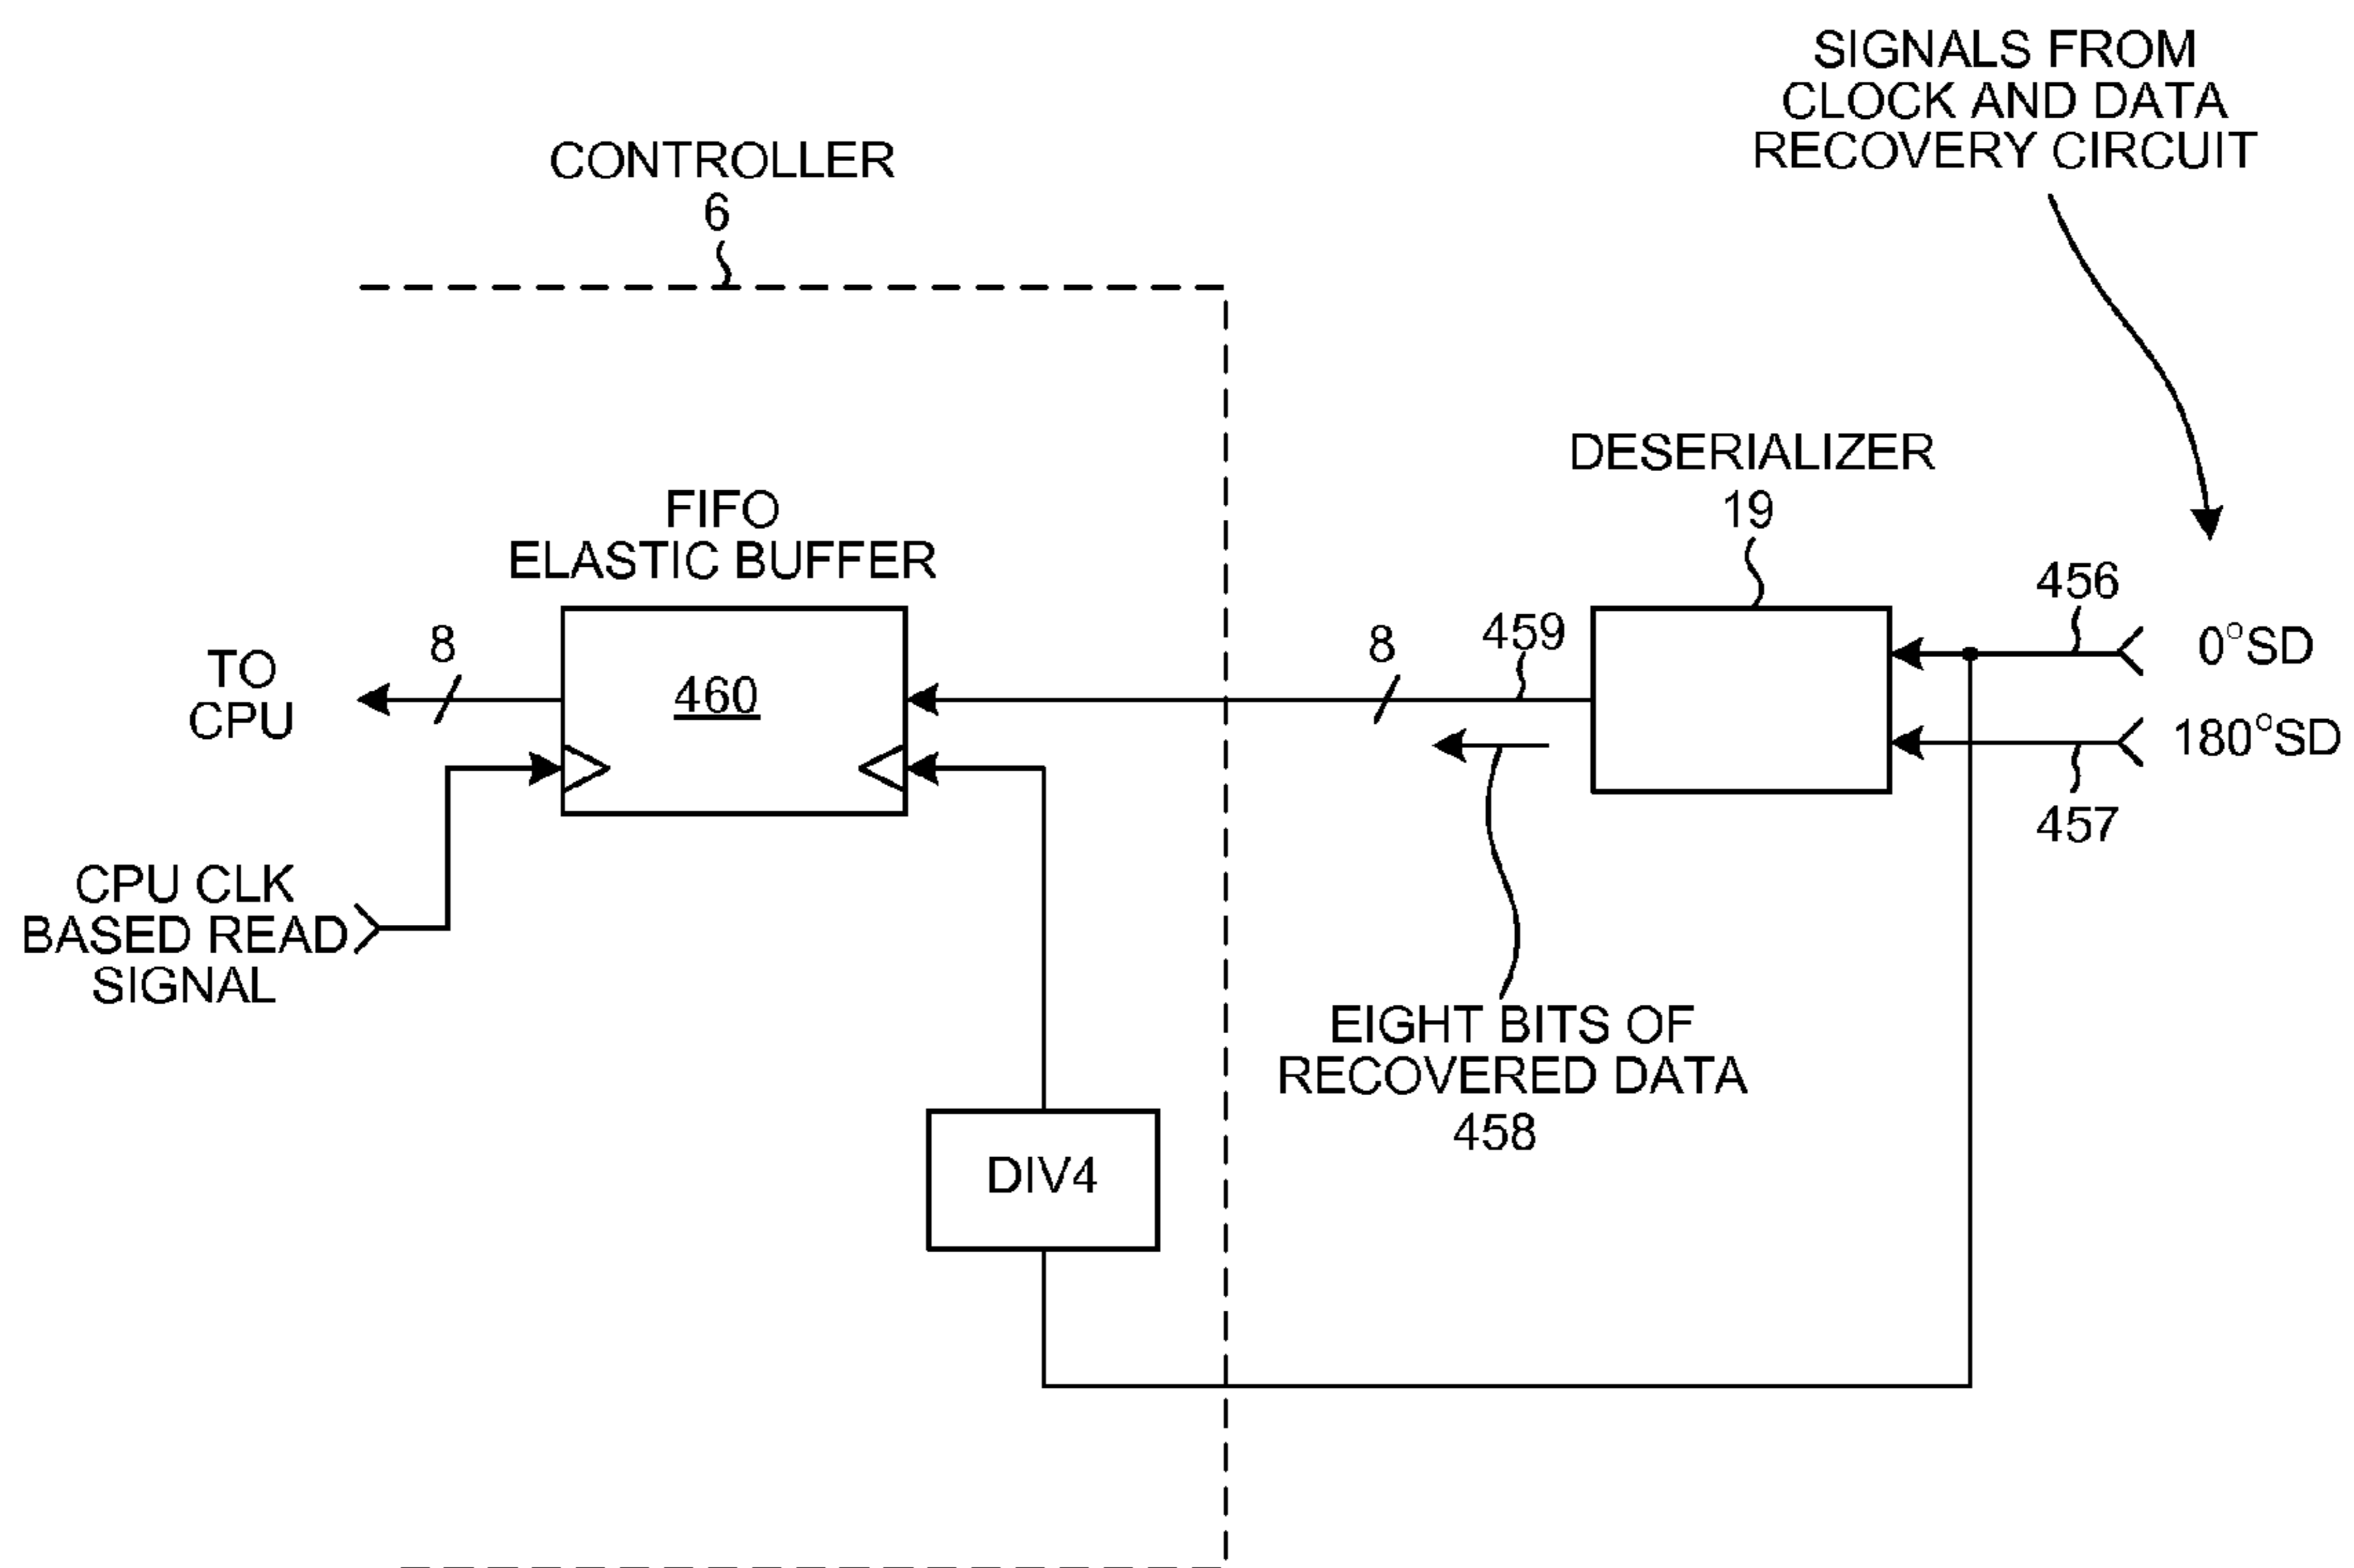 SIGNALS FROM
CLOCK AND DATA
RECOVERY CIRCUIT
CONTROLLER
6
DESERIALIZER
19
FIFO
ELASTIC BUFFER
456
0°SD
8
459
8
TO
CPU
460
180°SD
457
CPU CLK
BASED READ
SIGNAL
EIGHT BITS OF
RECOVERED DATA
458
DIV4